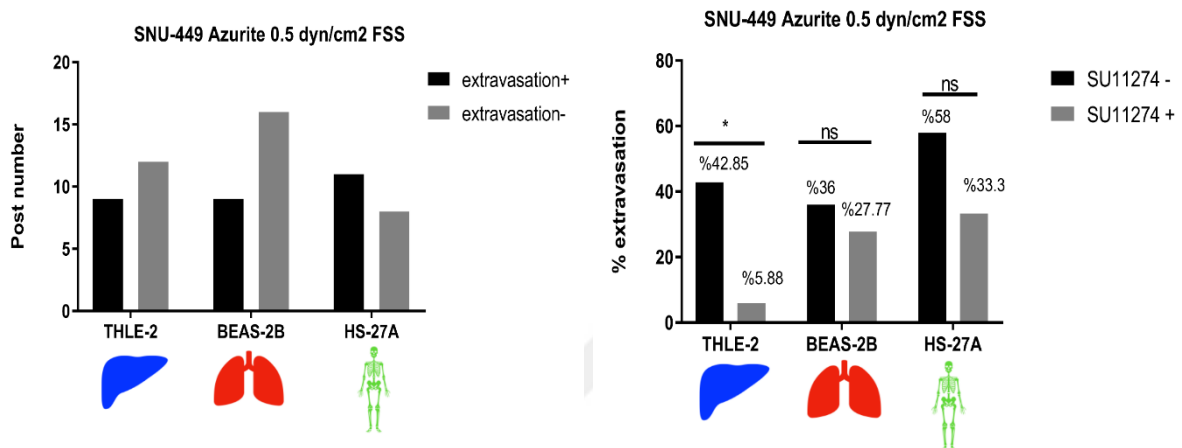 SNU-449 Azurite 0.5 dyn/cm2 FSS
20
15
10
5
0
Post number
extravasation+
extravasation-
THLE-2
BEAS-2B
HS-27A
SNU-449 Azurite 0.5 dyn/cm2 FSS
80
60
40
20
0
% extravasation
SU11274 -
SU11274 +
*
ns
ns
%42.85
%5.88
%36
%27.77
%58
%33.3
THLE-2
BEAS-2B
HS-27A